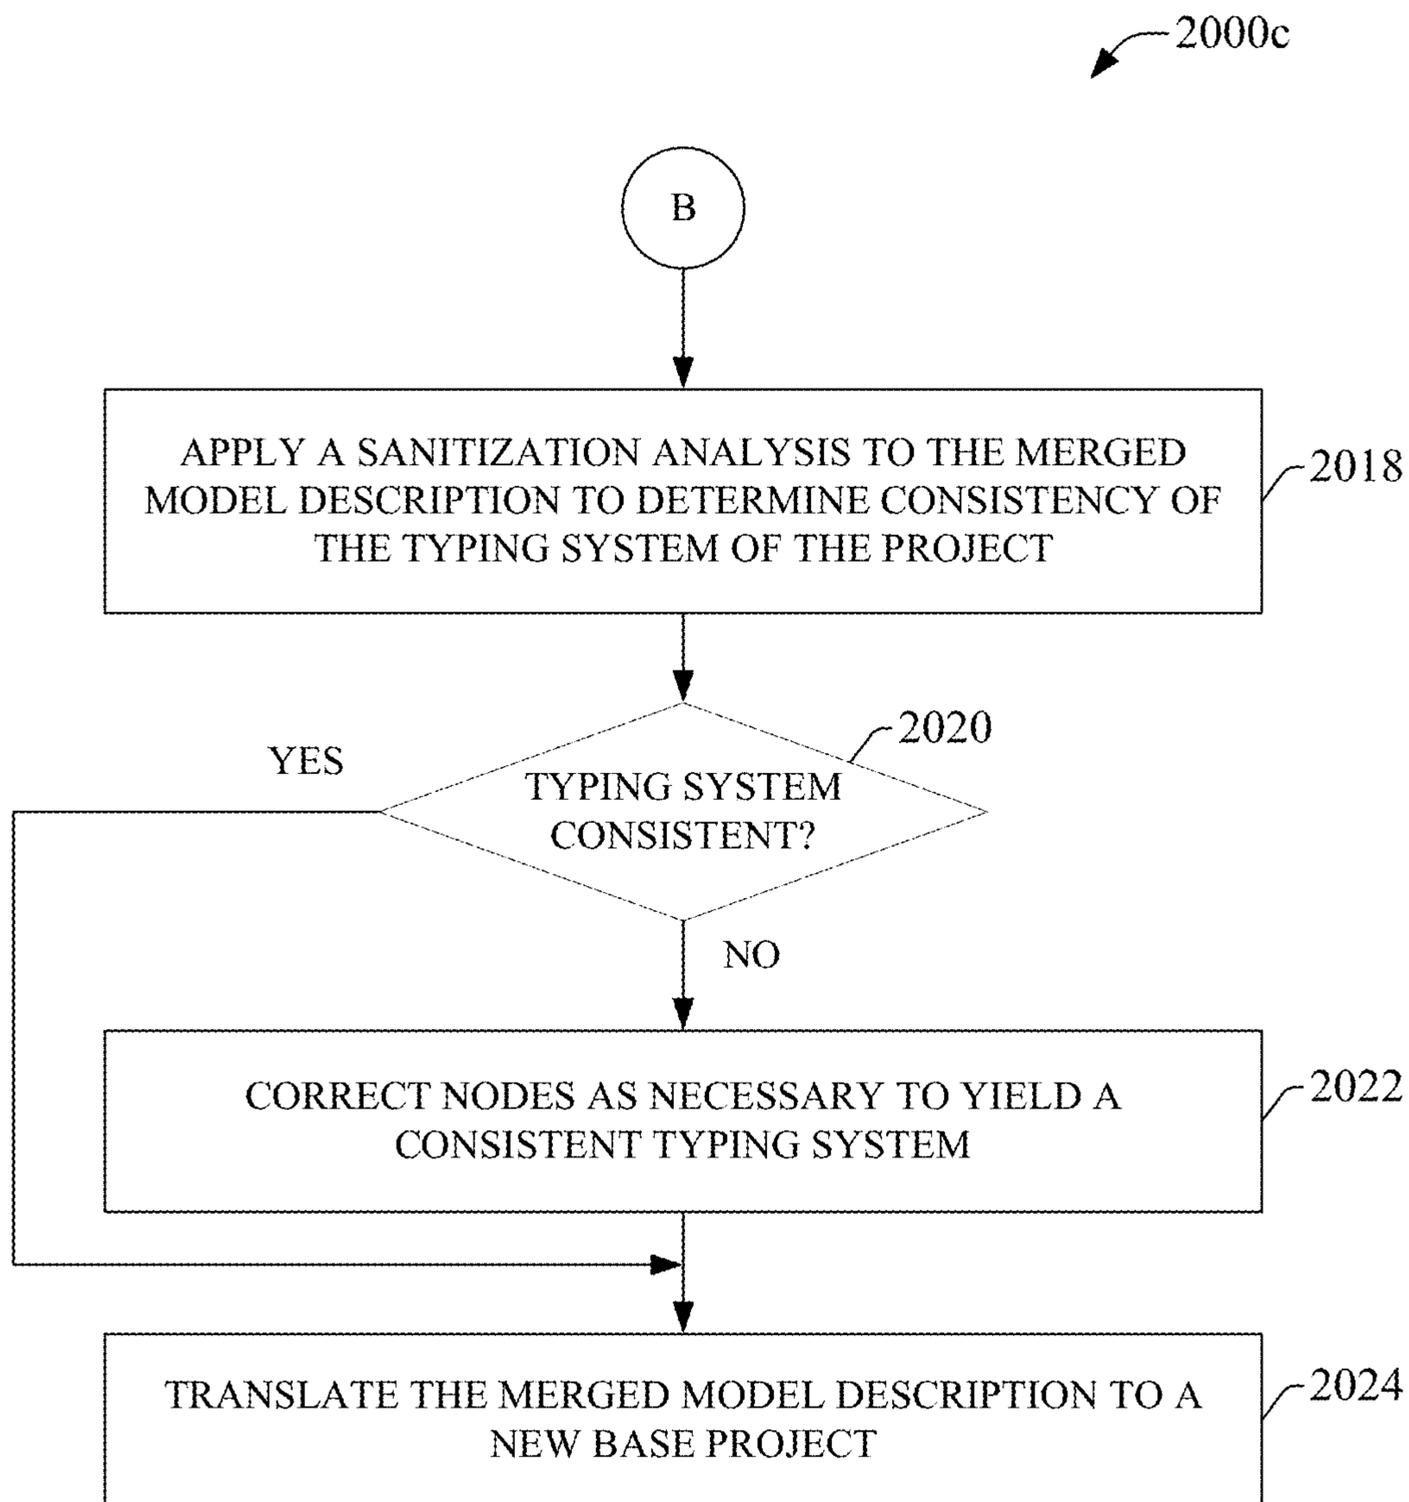 2000c
B
APPLY A SANITIZATION ANALYSIS TO THE MERGED
MODEL DESCRIPTION TO DETERMINE CONSISTENCY OF
THE TYPING SYSTEM OF THE PROJECT
2018
2020
YES
TYPING SYSTEM
CONSISTENT?
NO
CORRECT NODES AS NECESSARY TO YIELD A
CONSISTENT TYPING SYSTEM
2022
TRANSLATE THE MERGED MODEL DESCRIPTION TO A
NEW BASE PROJECT
2024